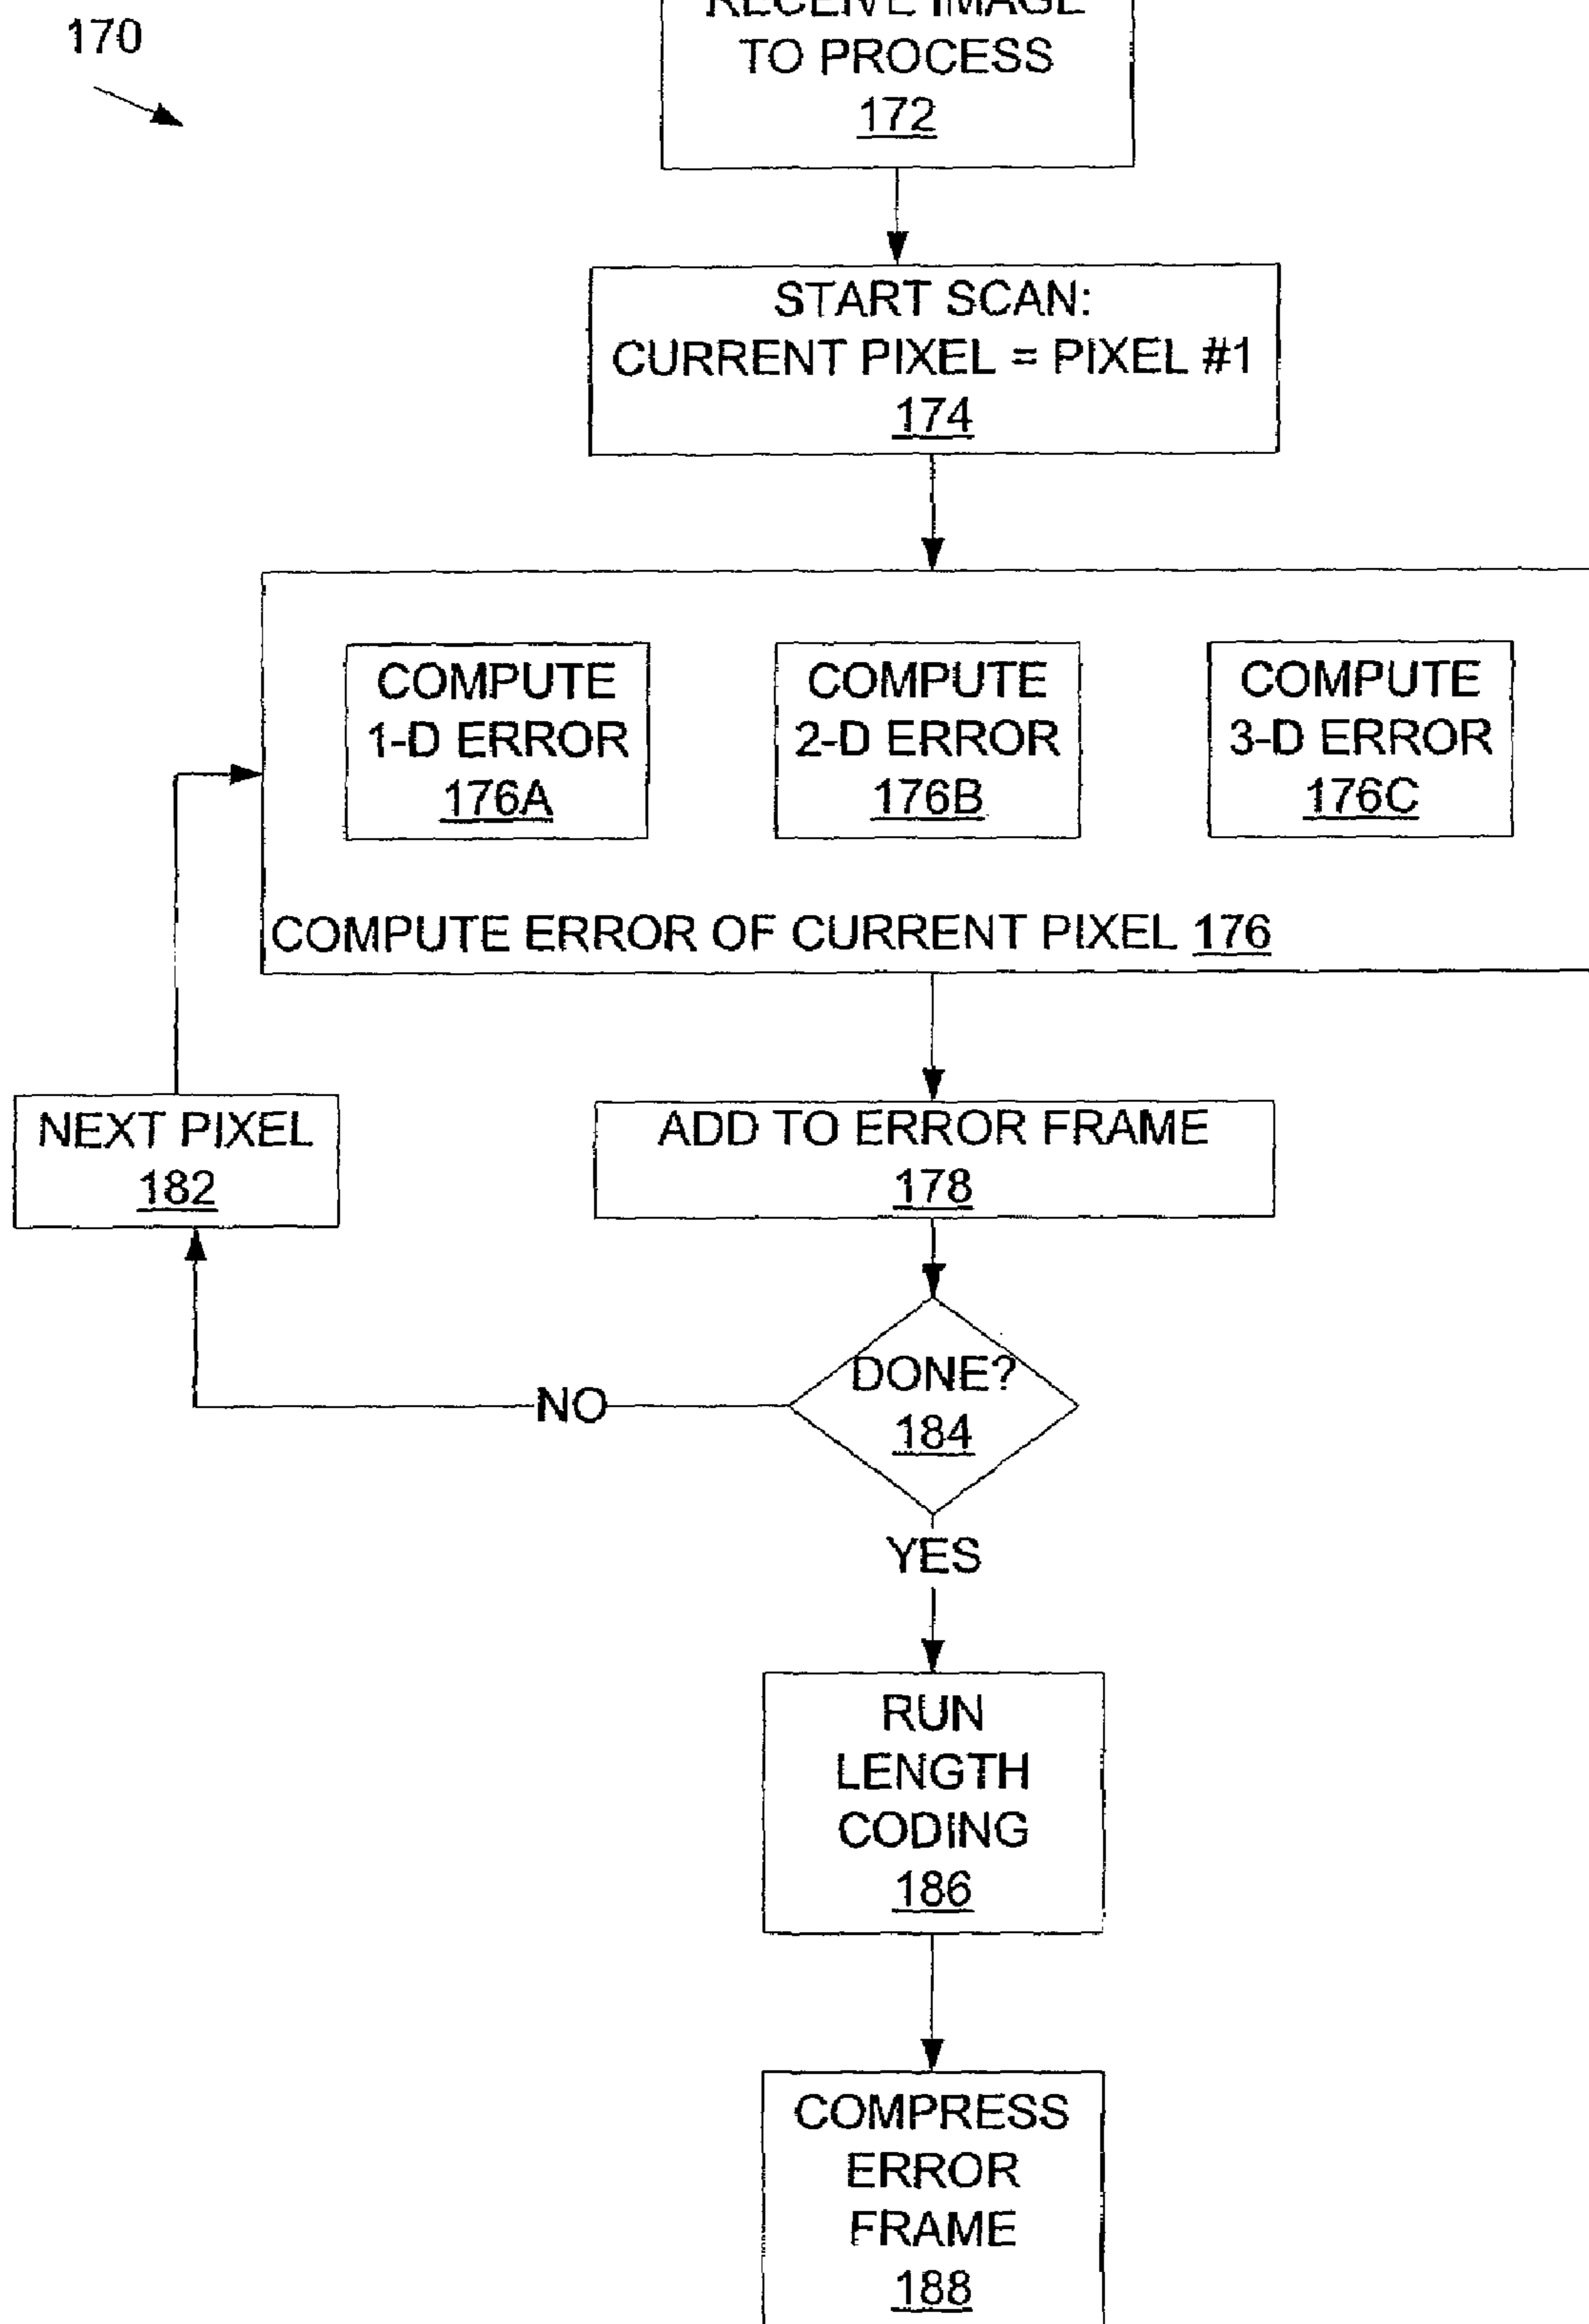 170
RECEIVE IMAGE
TO PROCESS
172
START SCAN:
CURRENT PIXEL = PIXEL #1
174
COMPUTE
1-D ERROR
176A
COMPUTE
2-D ERROR
176B
COMPUTE
3-D ERROR
176C
COMPUTE ERROR OF CURRENT PIXEL 176
NEXT PIXEL
182
ADD TO ERROR FRAME
178
DONE?
184
NO
YES
RUN
LENGTH
CODING
186
COMPRESS
ERROR
FRAME
188